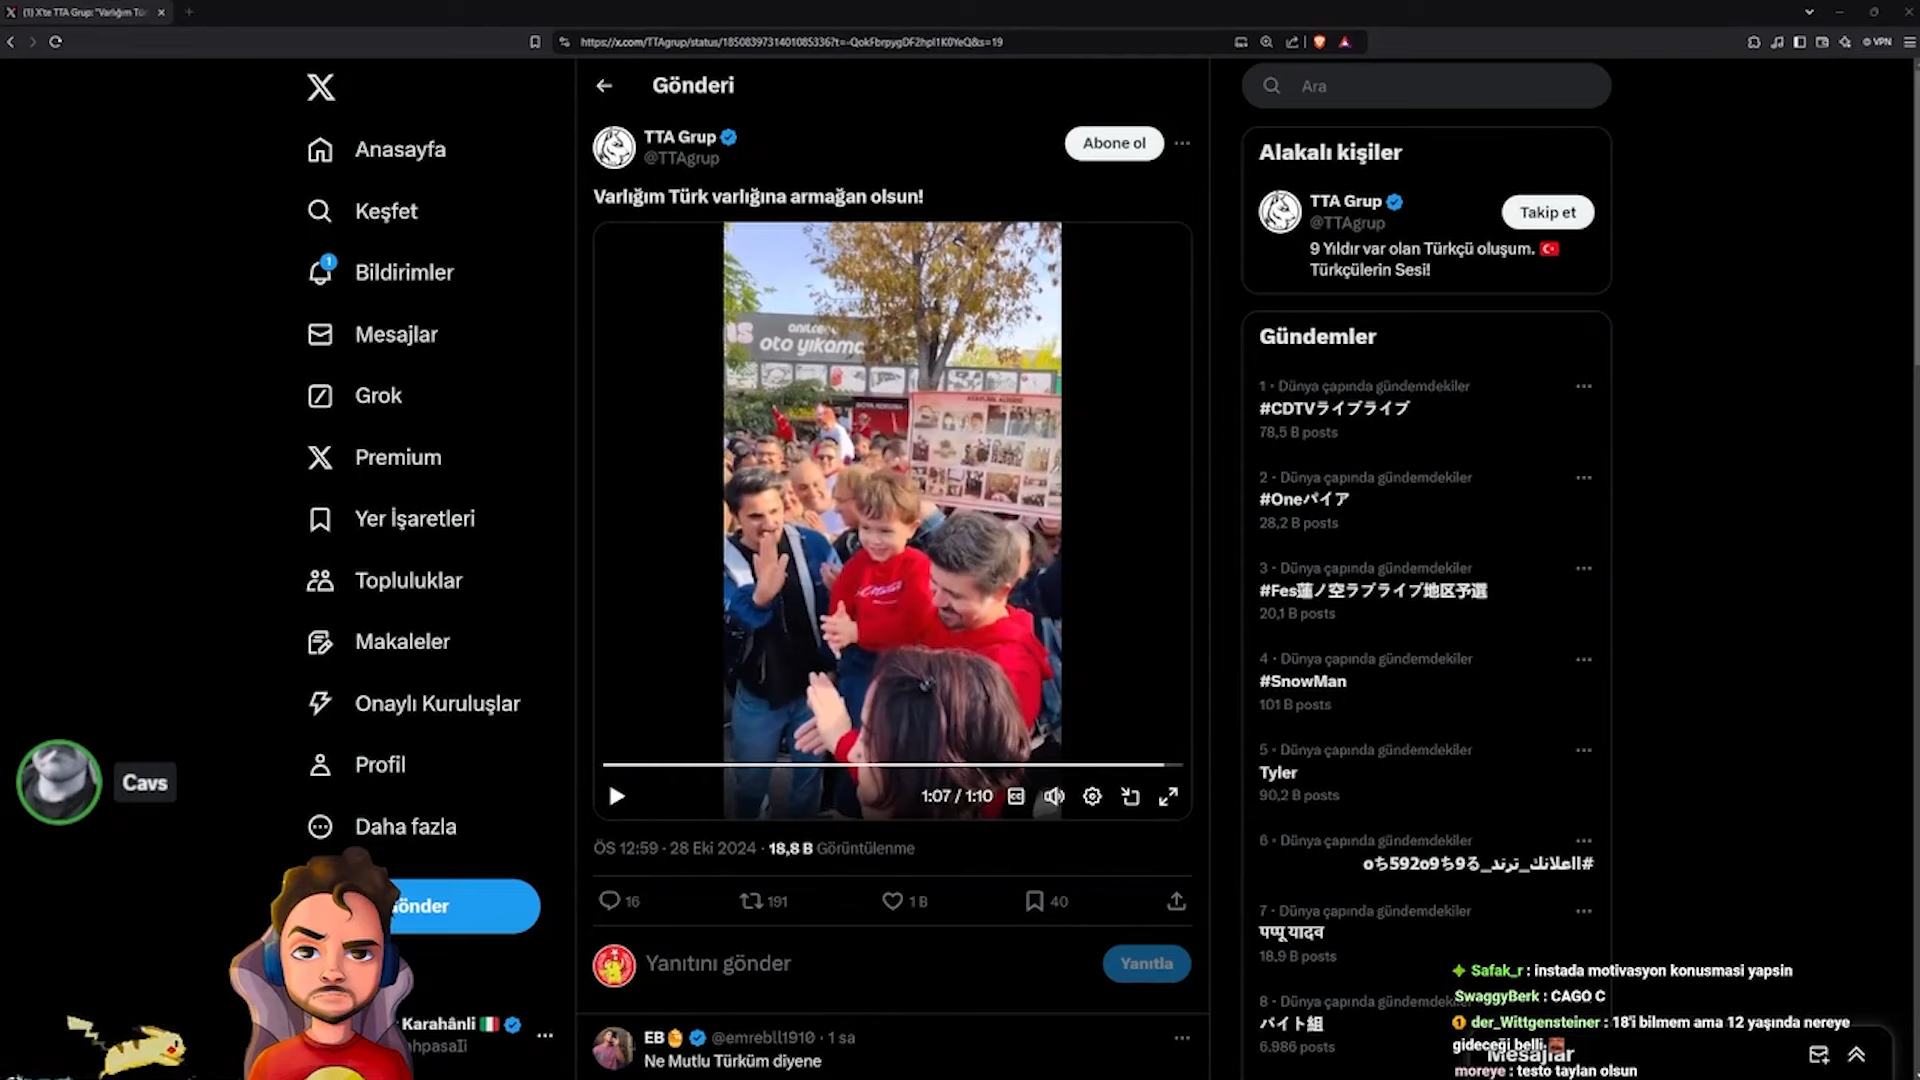 (1) X'te TTA Grup: "Varlığım Tür
https://x.com/TTAgrup/status/1850839731401085336?t=-QokFbrpygDF2hpl1K0YeQ&s=19
VPN
Anasayfa
Keşfet
1
Bildirimler
Mesajlar
Grok
Premium
Yer İşaretleri
Topluluklar
Makaleler
Onaylı Kuruluşlar
Profil
Daha fazla
Gönder
Karahânli
Cavs
Gönderi
TTA Grup
@TTAgrup
Abone ol
Varlığım Türk varlığına armağan olsun!
oto yıkama
1:07 / 1:10
ÖS 12:59 · 28 Eki 2024 · 18,8 B Görüntülenme
16
191
1 B
40
Yanıtını gönder
Yanıtla
EB @emrebll1910 · 1 sa
Ne Mutlu Türküm diyene
Ara
Alakalı kişiler
TTA Grup
@TTAgrup
Takip et
9 Yıldır var olan Türkçü oluşum.
Türkçülerin Sesi!
Gündemler
1 · Dünya çapında gündemdekiler
#CDTVライブライブ
78,5 B posts
2 · Dünya çapında gündemdekiler
#Oneパイア
28,2 B posts
3 · Dünya çapında gündemdekiler
#Fes蓮ノ空ラブライブ地区予選
20,1 B posts
4 · Dünya çapında gündemdekiler
#SnowMan
101 B posts
5 · Dünya çapında gündemdekiler
Tyler
90,2 B posts
6 · Dünya çapında gündemdekiler
7 · Dünya çapında gündemdekiler
पप्पू यादव
18.9 B posts
8 · Dünya çapında gündemdekiler
バイト組
6.986 posts
Safak_r : instada motivasyon konusmasi yapsin
SwaggyBerk : CAGO C
der_Wittgensteiner : 18'i bilmem ama 12 yaşında nereye
gideceği belli
Mesajlar
moreye : testo taylan olsun